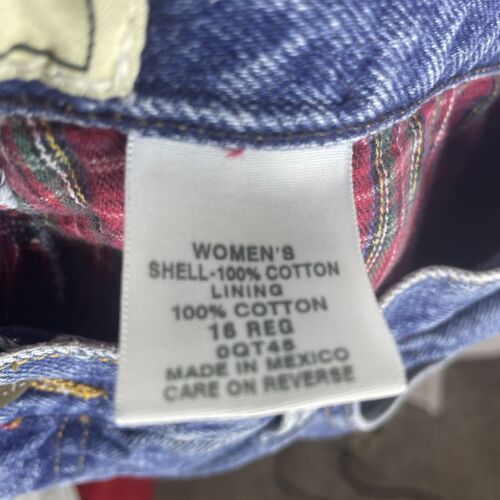 WOMEN'S
SHELL-100% COTTON
LINING
100% COTTON
16 REG
0QT46
MADE IN MEXICO
CARE ON REVERSE